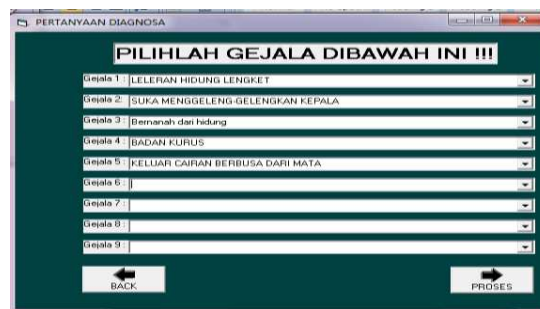 PERTANYAAN DIAGNOSA
PILIHLAH GEJALA DIBAWAH INI !!!
Gejala 1 : LELERAN HIDUNG LENGKET
Gejala 2: SUKA MENGGELENG-GELENGKAN KEPALA
Gejala 3 : Bernanah dari hidung
Gejala 4 : BADAN KURUS
Gejala 5 : KELUAR CAIRAN BERBUSA DARI MATA
Gejala 6 :
Gejala 7 :
Gejala 8 :
Gejala 9 :
BACK PROSES